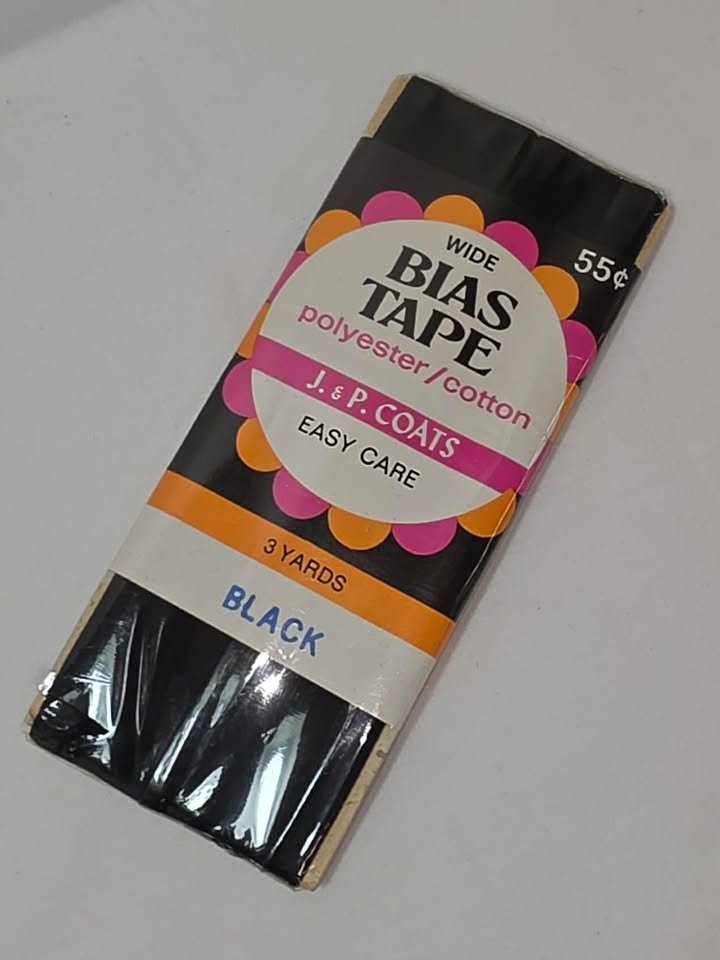 WIDE
55¢
BIAS
TAPE
polyester/cotton
J. & P. COATS
EASY CARE
3 YARDS
BLACK